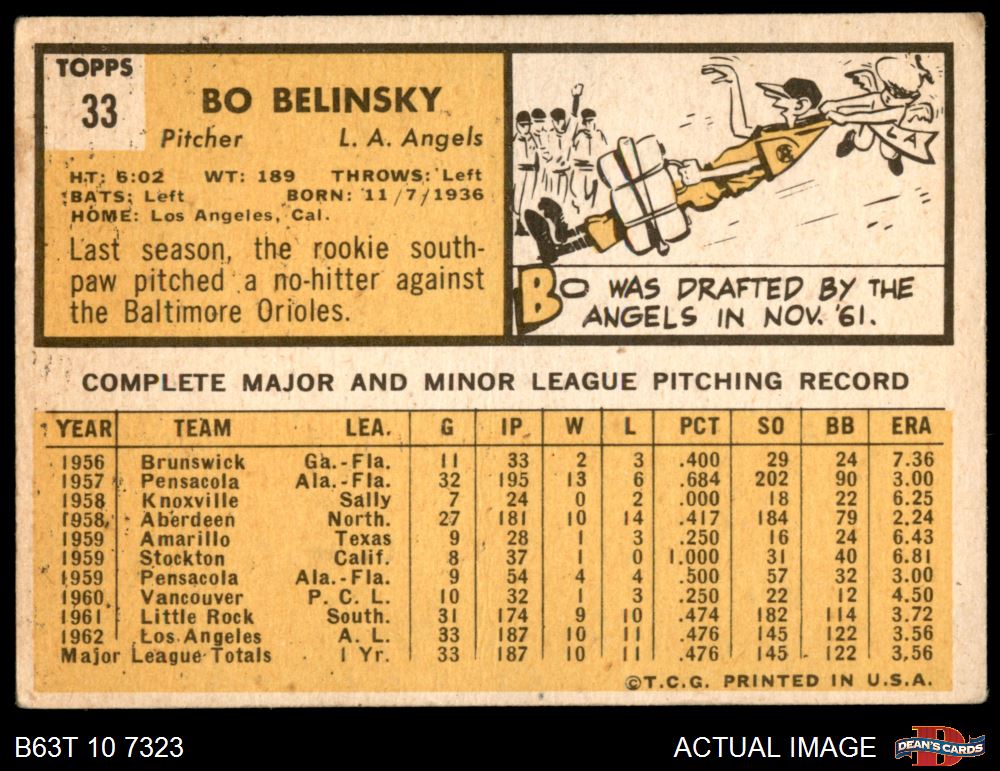 TOPPS
33
BO BELINSKY
Pitcher L. A. Angels
HT: 6:02 WT: 189 THROWS: Left
BATS: Left BORN: 11/7/1936
HOME: Los Angeles, Cal.
Last season, the rookie south-
paw pitched a no-hitter against
the Baltimore Orioles.
LA
BO WAS DRAFTED BY THE
ANGELS IN NOV. '61.
COMPLETE MAJOR AND MINOR LEAGUE PITCHING RECORD
YEAR TEAM LEA. G IP W L PCT SO BB ERA
1956 Brunswick Ga.-Fla. 11 33 2 3 .400 29 24 7.36
1957 Pensacola Ala.-Fla. 32 195 13 6 .684 202 90 3.00
1958 Knoxville Sally 7 24 0 2 .000 18 22 6.25
1958 Aberdeen North. 27 181 10 14 .417 184 79 2.24
1959 Amarillo Texas 9 28 1 3 .250 16 24 6.43
1959 Stockton Calif. 8 37 1 0 1.000 31 40 6.81
1959 Pensacola Ala.-Fla. 9 54 4 4 .500 57 32 3.00
1960 Vancouver P. C. L. 10 32 1 3 .250 22 12 4.50
1961 Little Rock South. 31 174 9 10 .474 182 114 3.72
1962 Los Angeles A. L. 33 187 10 11 .476 145 122 3.56
Major League Totals 1 Yr. 33 187 10 11 .476 145 122 3.56
©T.C.G. PRINTED IN U.S.A.
B63T 10 7323 ACTUAL IMAGE
DEAN'S CARDS